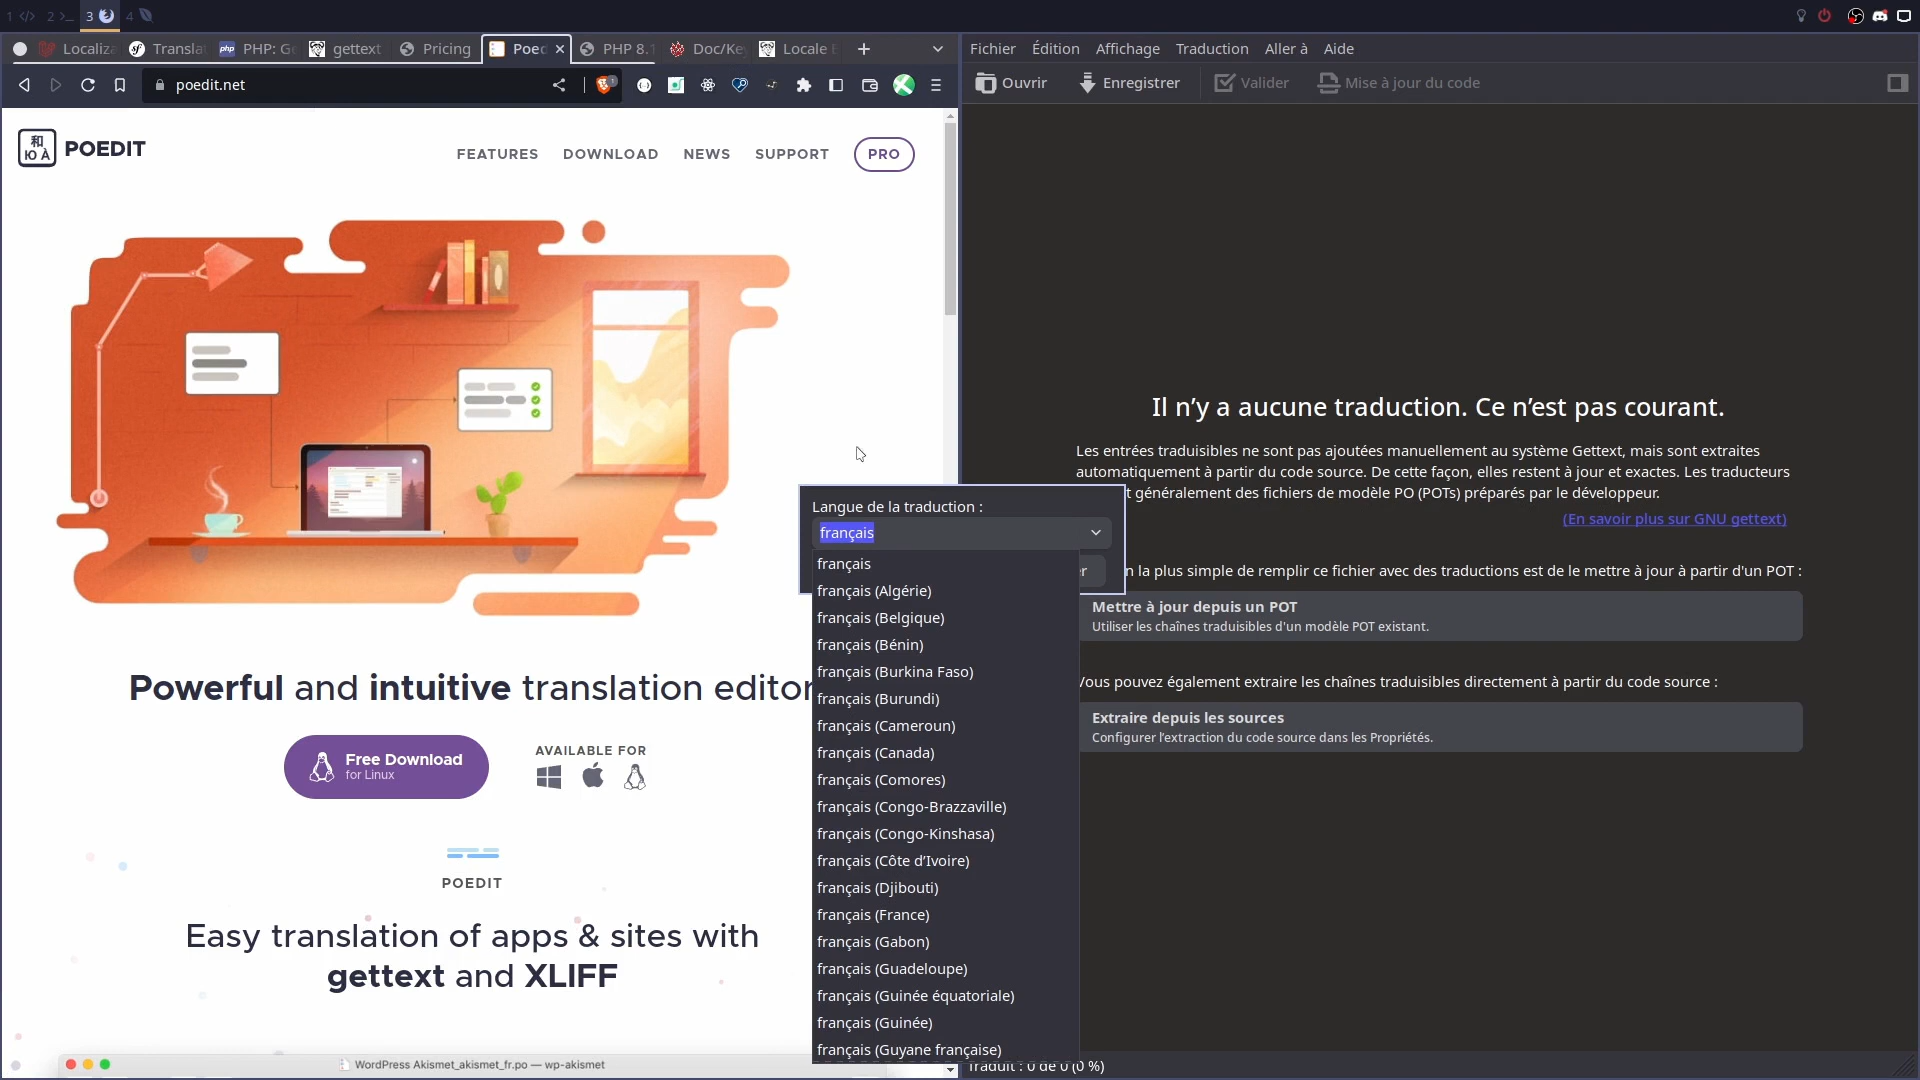 1 </> 2 >_ 3 4
Localiza
Translat
PHP: Ge
gettext
Pricing
Poed
PHP 8.1
Doc/Key
Locale E
poedit.net
POEDIT
FEATURES
DOWNLOAD
NEWS
SUPPORT
PRO
Powerful and intuitive translation editor
Free Download
for Linux
AVAILABLE FOR
POEDIT
Easy translation of apps & sites with
gettext and XLIFF
WordPress Akismet_akismet_fr.po — wp-akismet
Fichier Édition Affichage Traduction Aller à Aide
Ouvrir Enregistrer Valider Mise à jour du code
Il n’y a aucune traduction. Ce n’est pas courant.
Les entrées traduisibles ne sont pas ajoutées manuellement au système Gettext, mais sont extraites
automatiquement à partir du code source. De cette façon, elles restent à jour et exactes. Les traducteurs
t généralement des fichiers de modèle PO (POTs) préparés par le développeur.
(En savoir plus sur GNU gettext)
n la plus simple de remplir ce fichier avec des traductions est de le mettre à jour à partir d'un POT :
Mettre à jour depuis un POT
Utiliser les chaînes traduisibles d'un modèle POT existant.
Vous pouvez également extraire les chaînes traduisibles directement à partir du code source :
Extraire depuis les sources
Configurer l’extraction du code source dans les Propriétés.
Traduit : 0 de 0 (0 %)
Langue de la traduction :
français
er
français
français (Algérie)
français (Belgique)
français (Bénin)
français (Burkina Faso)
français (Burundi)
français (Cameroun)
français (Canada)
français (Comores)
français (Congo-Brazzaville)
français (Congo-Kinshasa)
français (Côte d’Ivoire)
français (Djibouti)
français (France)
français (Gabon)
français (Guadeloupe)
français (Guinée équatoriale)
français (Guinée)
français (Guyane française)